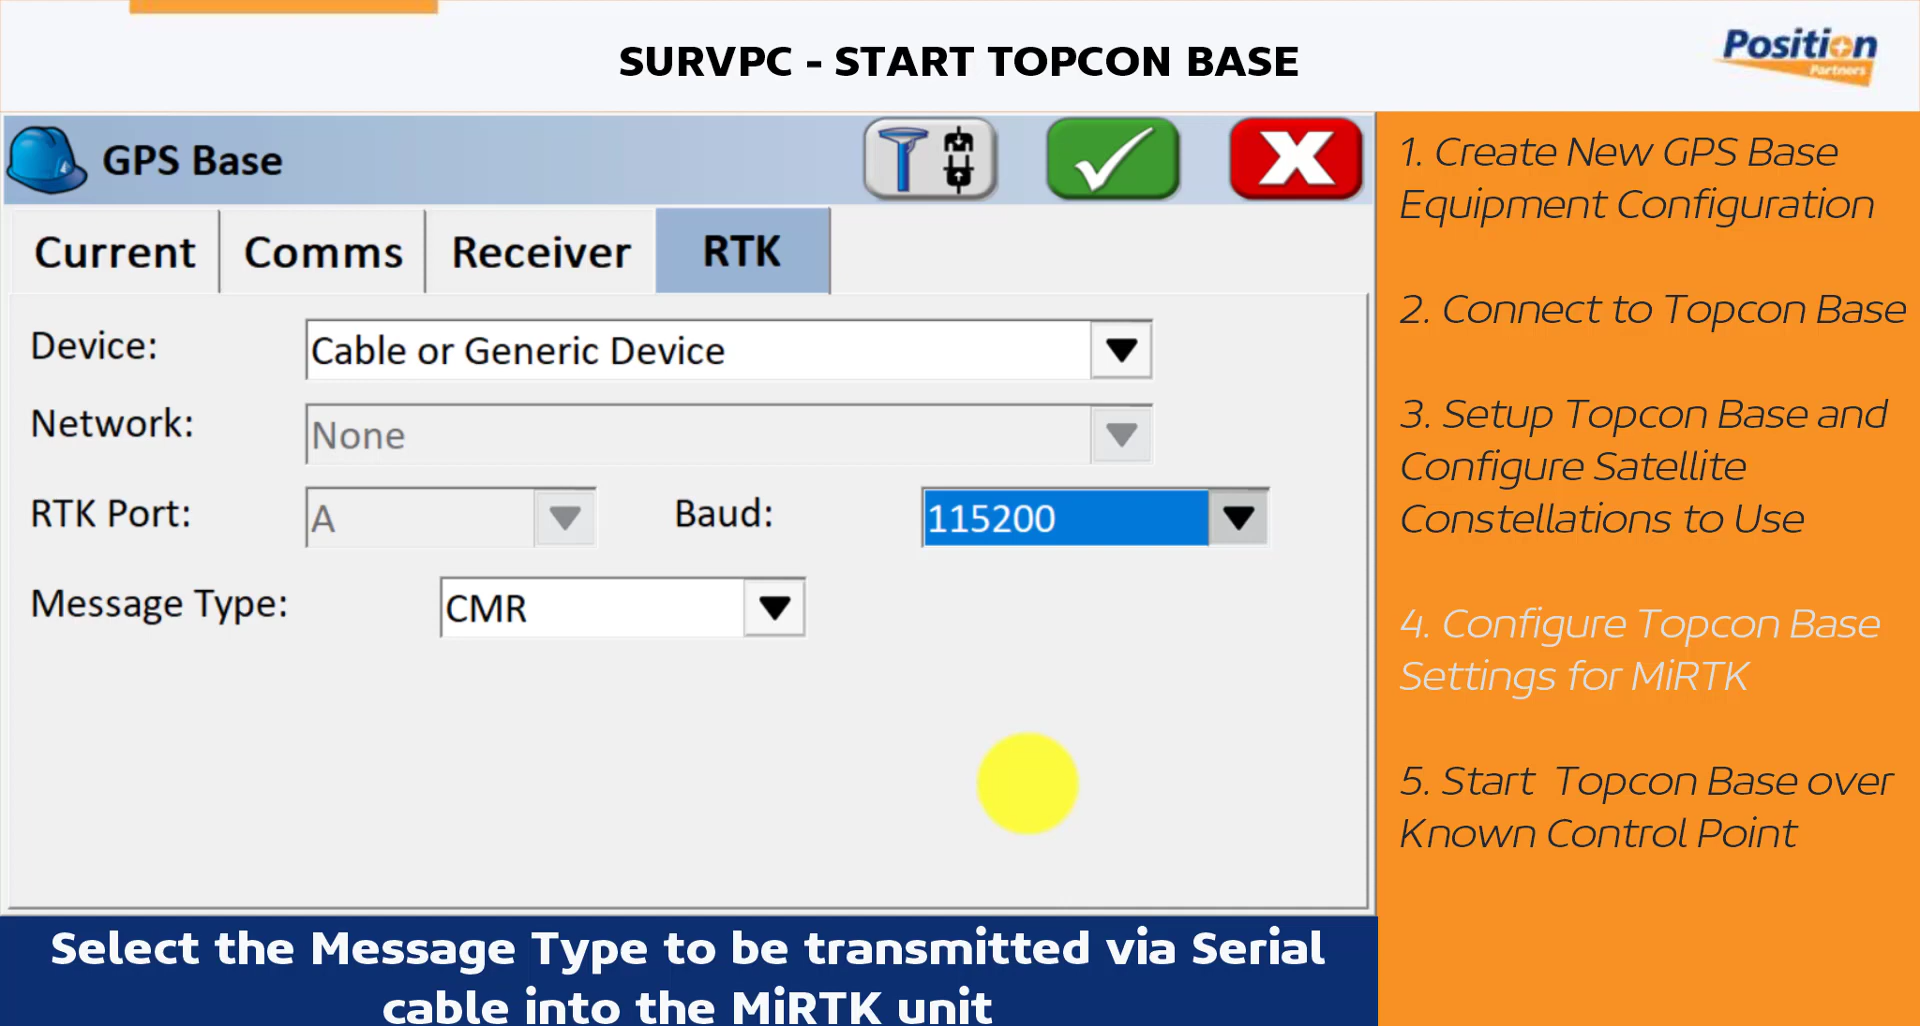 SURVPC - START TOPCON BASE
Position
Partners
GPS Base
Current
Comms
Receiver
RTK
Device:
Cable or Generic Device
Network:
None
RTK Port:
A
Baud:
115200
Message Type:
CMR
1. Create New GPS Base
Equipment Configuration
2. Connect to Topcon Base
3. Setup Topcon Base and
Configure Satellite
Constellations to Use
4. Configure Topcon Base
Settings for MiRTK
5. Start Topcon Base over
Known Control Point
Select the Message Type to be transmitted via Serial
cable into the MiRTK unit